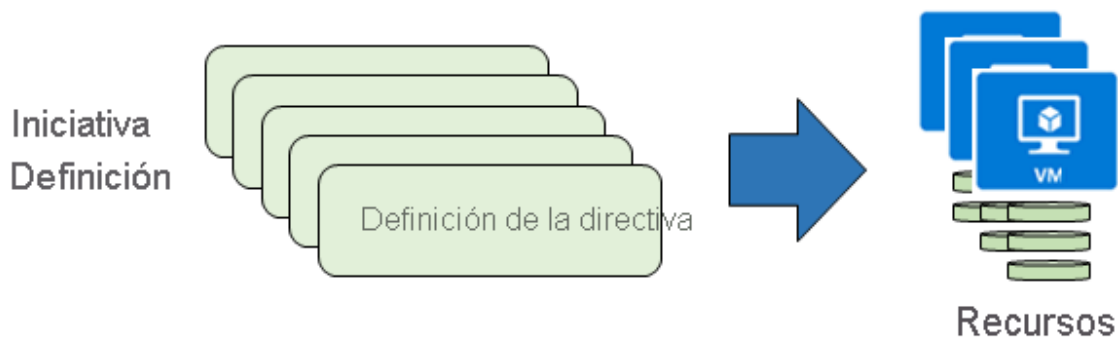 Iniciativa
Definición
Definición de la directiva
VM
Recursos